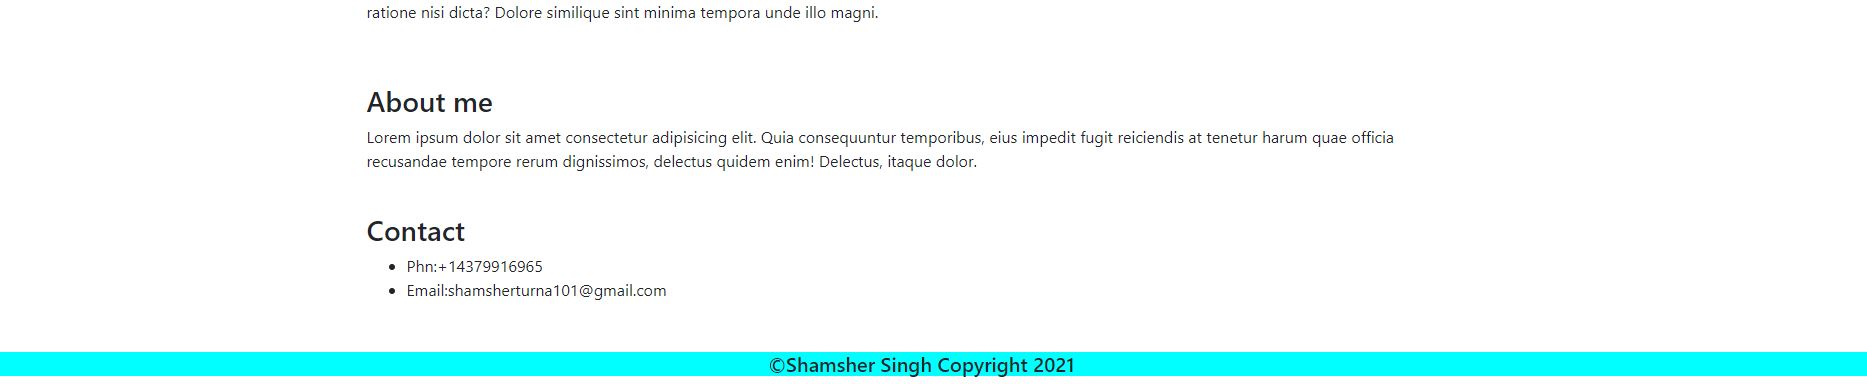 ratione nisi dicta? Dolore similique sint minima tempora unde illo magni.
About me
Lorem ipsum dolor sit amet consectetur adipisicing elit. Quia consequuntur temporibus, eius impedit fugit reiciendis at tenetur harum quae officia
recusandae tempore rerum dignissimos, delectus quidem enim! Delectus, itaque dolor.
Contact
• Phn:+14379916965
• Email:shamsherturna101@gmail.com
©Shamsher Singh Copyright 2021